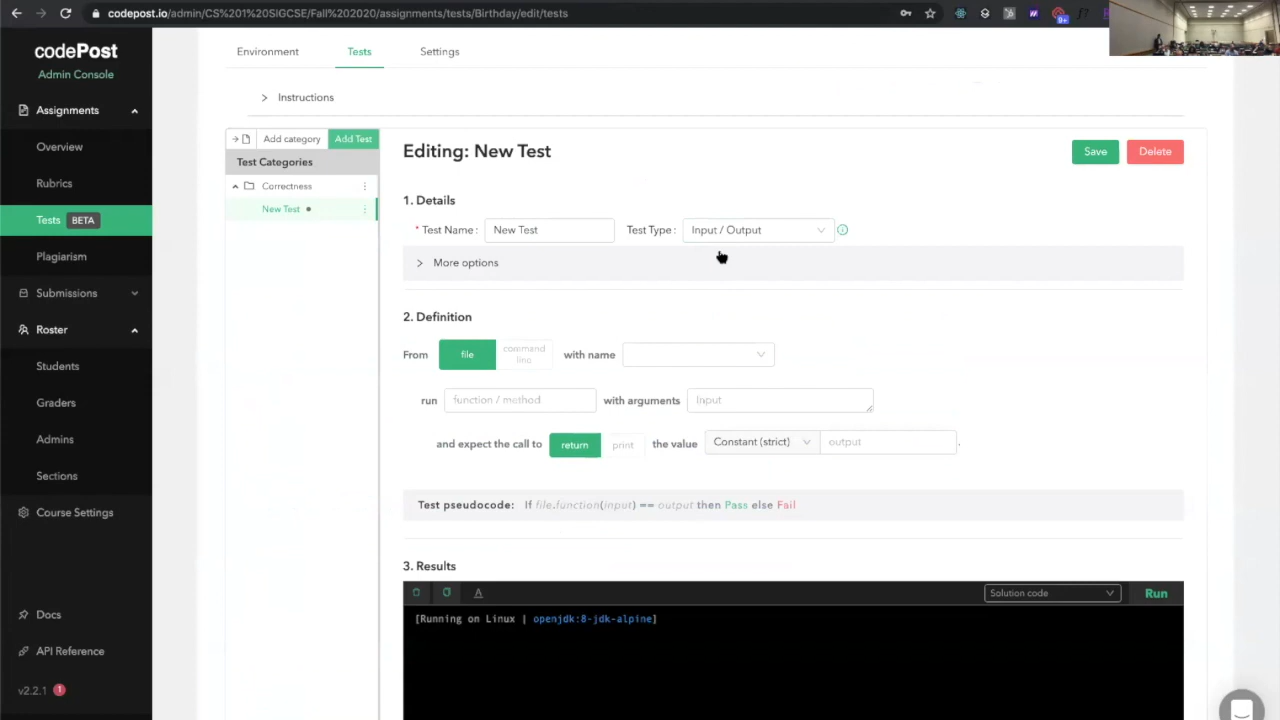 codepost.io/admin/CS%201%20SiGCSE/Fall%202020/assignments/tests/Birthday/edit/tests
9+
codePost
Admin Console
Assignments
Overview
Rubrics
Tests BETA
Plagiarism
Submissions
Roster
Students
Graders
Admins
Sections
Course Settings
Docs
API Reference
v2.2.1 1
Environment Tests Settings
Instructions
Add category Add Test
Test Categories
Correctness
New Test
Editing: New Test
Save Delete
1. Details
* Test Name : New Test Test Type : Input / Output
More options
2. Definition
From file command line with name
run function / method with arguments Input
and expect the call to return print the value Constant (strict) output .
Test pseudocode: If file.function(input) == output then Pass else Fail
3. Results
A Solution code Run
[Running on Linux | openjdk:8-jdk-alpine]